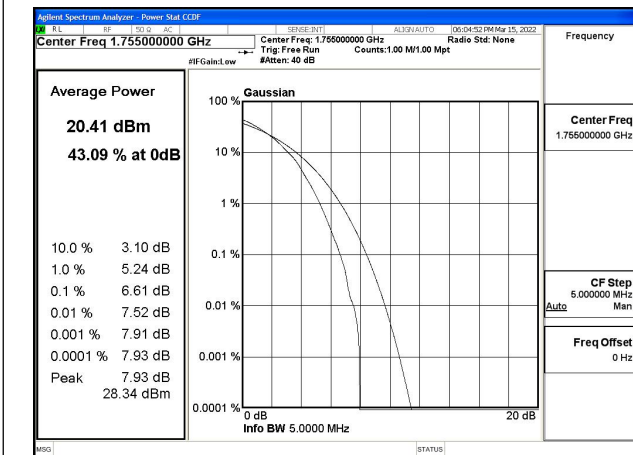 Agilent Spectrum Analyzer - Power Stat CCDF
RL RF 50 Ω AC SENSE:INT ALIGN AUTO 06:04:52 PM Mar 15, 2022
Center Freq 1.755000000 GHz
Center Freq: 1.755000000 GHz Radio Std: None
Trig: Free Run Counts:1.00 M/1.00 Mpt
#IFGain:Low #Atten: 40 dB
Frequency
Average Power
20.41 dBm
43.09 % at 0dB
10.0 % 3.10 dB
1.0 % 5.24 dB
0.1 % 6.61 dB
0.01 % 7.52 dB
0.001 % 7.91 dB
0.0001 % 7.93 dB
Peak 7.93 dB
28.34 dBm
Gaussian
100 %
10 %
1 %
0.1 %
0.01 %
0.001 %
0.0001 %
0 dB 20 dB
Info BW 5.0000 MHz
Center Freq
1.755000000 GHz
CF Step
5.000000 MHz
Auto Man
Freq Offset
0 Hz
MSG STATUS